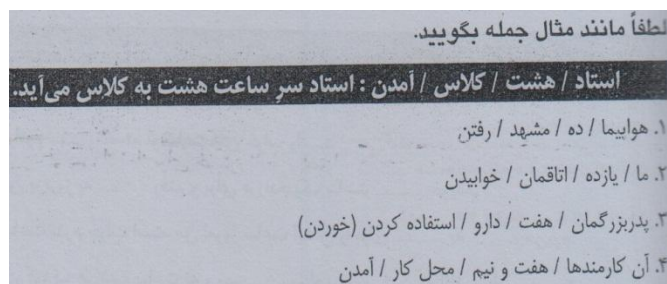 لطفاً مانند مثال جمله بگویید.
استاد / هشت / کلاس / آمدن : استاد سرِ ساعت هشت به کلاس می‌آید.
۱. هواپیما / ده / مشهد / رفتن
۲. ما / یازده / اتاقمان / خوابیدن
۳. پدربزرگمان / هفت / دارو / استفاده کردن (خوردن)
۴. آن کارمندها / هفت و نیم / محل کار / آمدن